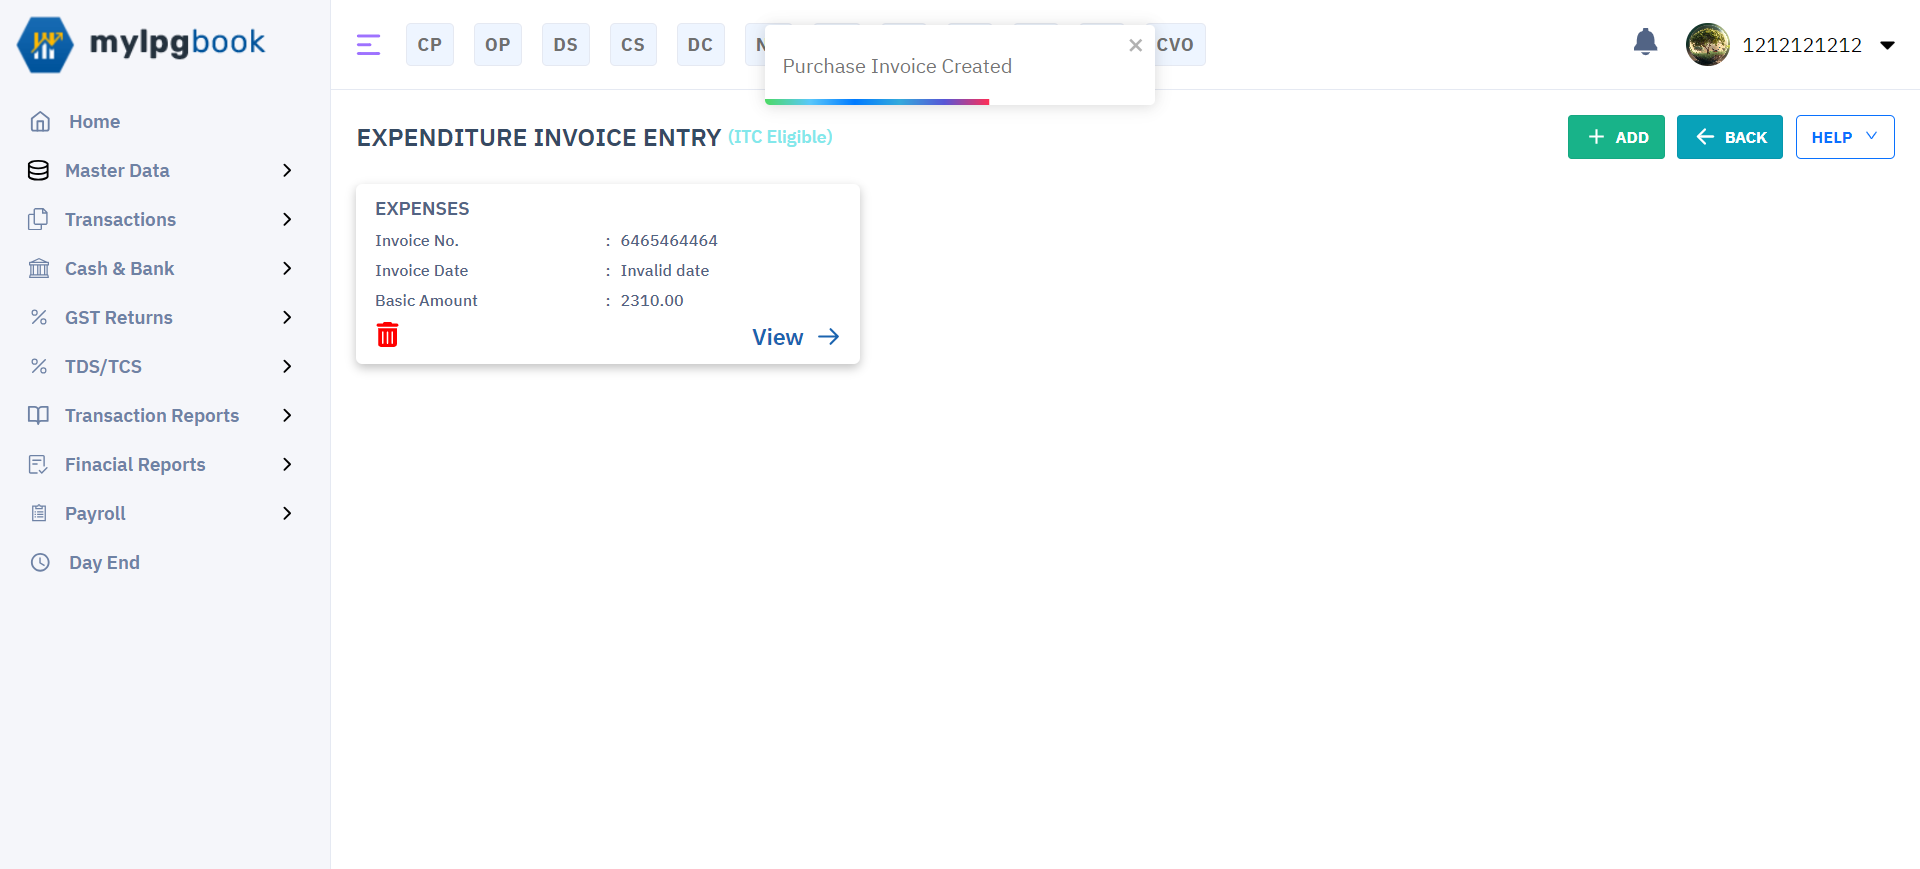 mylpgbook
CP OP DS CS DC CVO
1212121212
Purchase Invoice Created
Home
Master Data
Transactions
Cash & Bank
GST Returns
TDS/TCS
Transaction Reports
Finacial Reports
Payroll
Day End
EXPENDITURE INVOICE ENTRY (ITC Eligible)
ADD
BACK
HELP
EXPENSES
Invoice No. : 6465464464
Invoice Date : Invalid date
Basic Amount : 2310.00
View